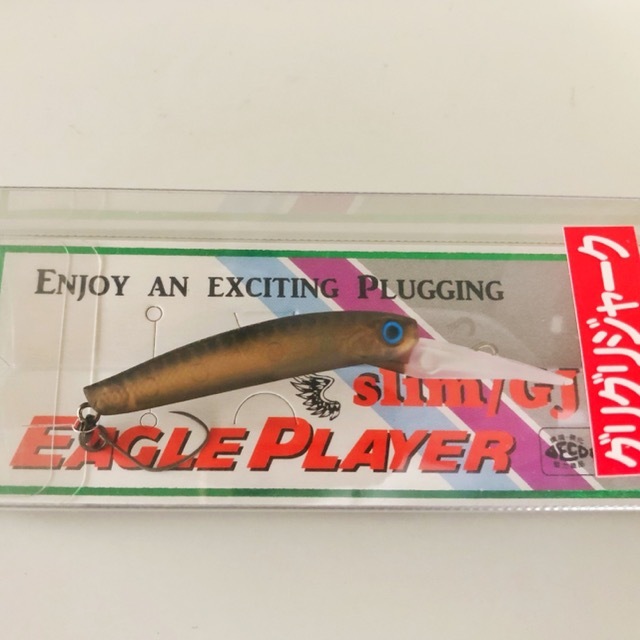 ENJOY AN EXCITING PLUGGING
slim/GJ
EAGLE PLAYER
グリグリジャーク